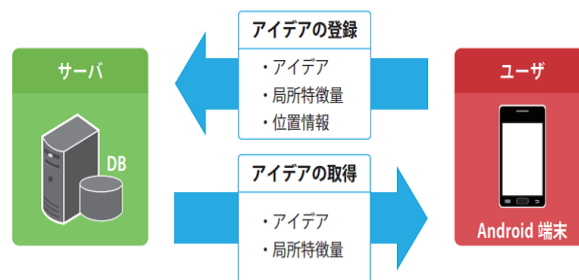 アイデアの登録
・アイデア
・局所特徴量
・位置情報
サーバ
DB
ユーザ
Android 端末
アイデアの取得
・アイデア
・局所特徴量